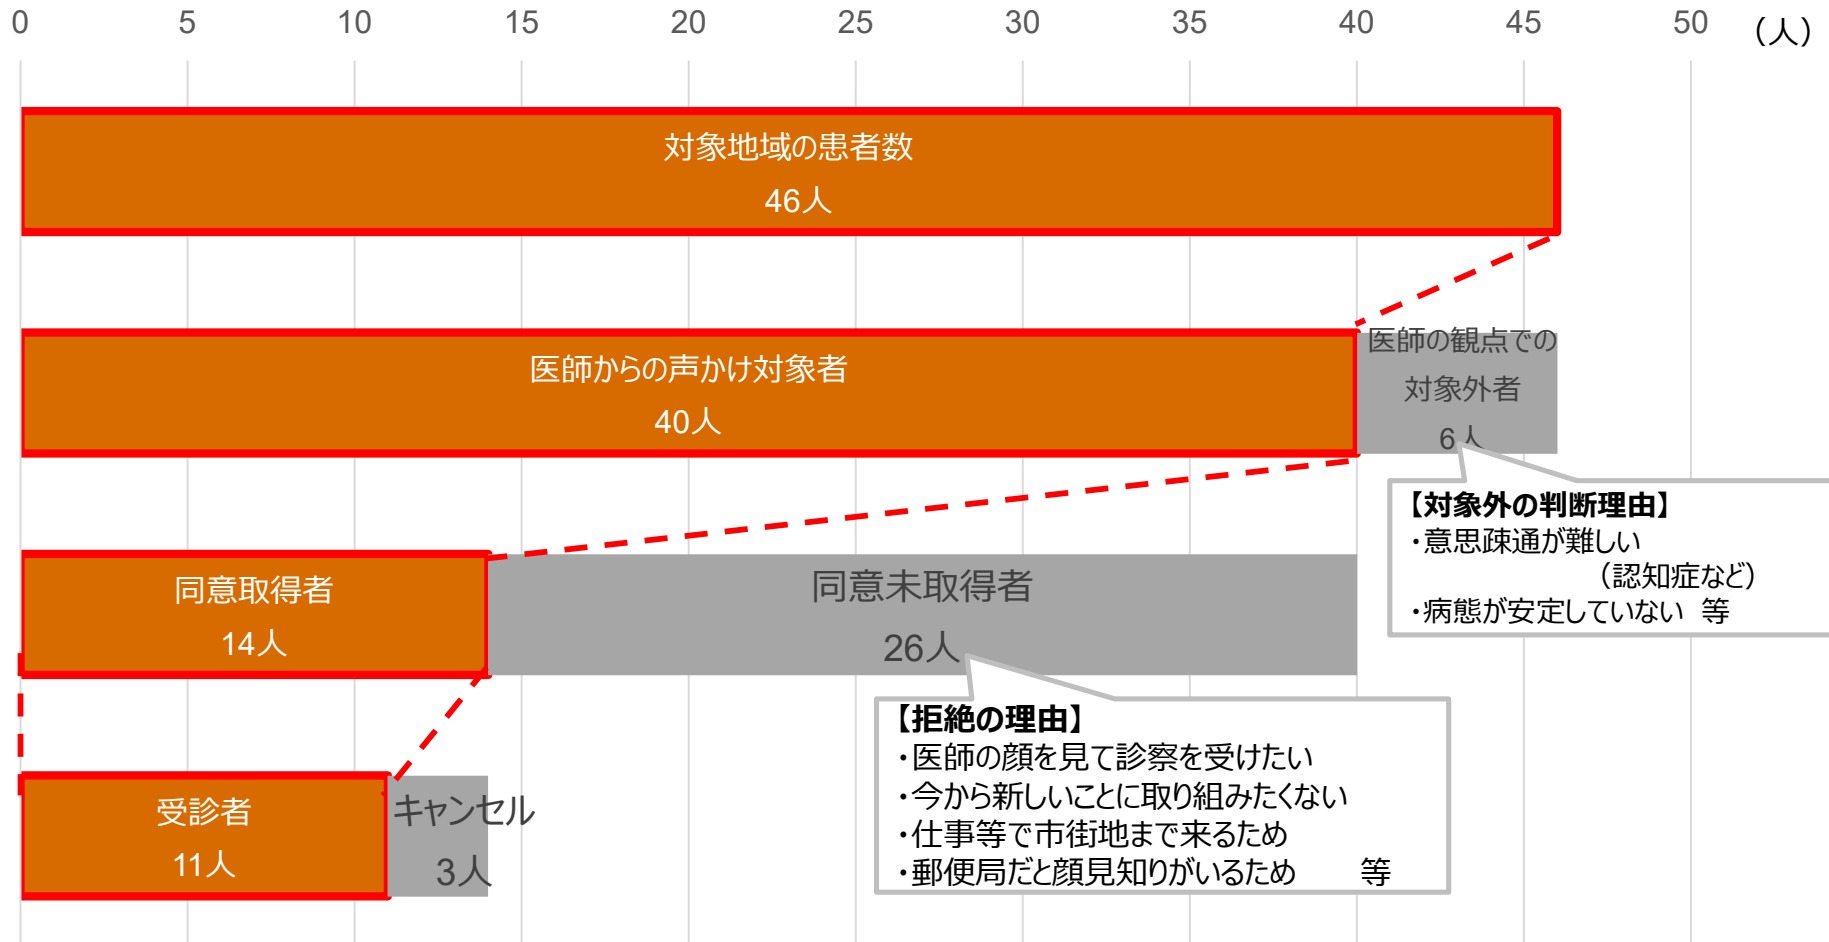 0 5 10 15 20 25 30 35 40 45 50 (人)
対象地域の患者数
46人
医師からの声かけ対象者
40人
医師の観点での
対象外者
6人
【対象外の判断理由】
・意思疎通が難しい
(認知症など)
・病態が安定していない 等
同意取得者
14人
同意未取得者
26人
【拒絶の理由】
・医師の顔を見て診察を受けたい
・今から新しいことに取り組みたくない
・仕事等で市街地まで来るため
・郵便局だと顔見知りがいるため 等
受診者
11人
キャンセル
3人